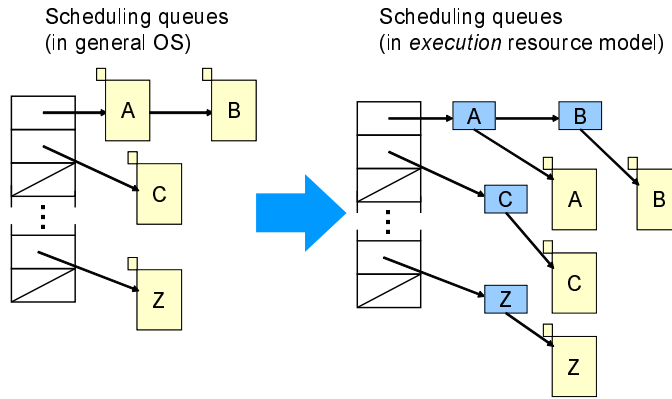 Scheduling queues
(in general OS)
A
B
C
Z
Scheduling queues
(in execution resource model)
A
B
C
Z
A
B
C
Z